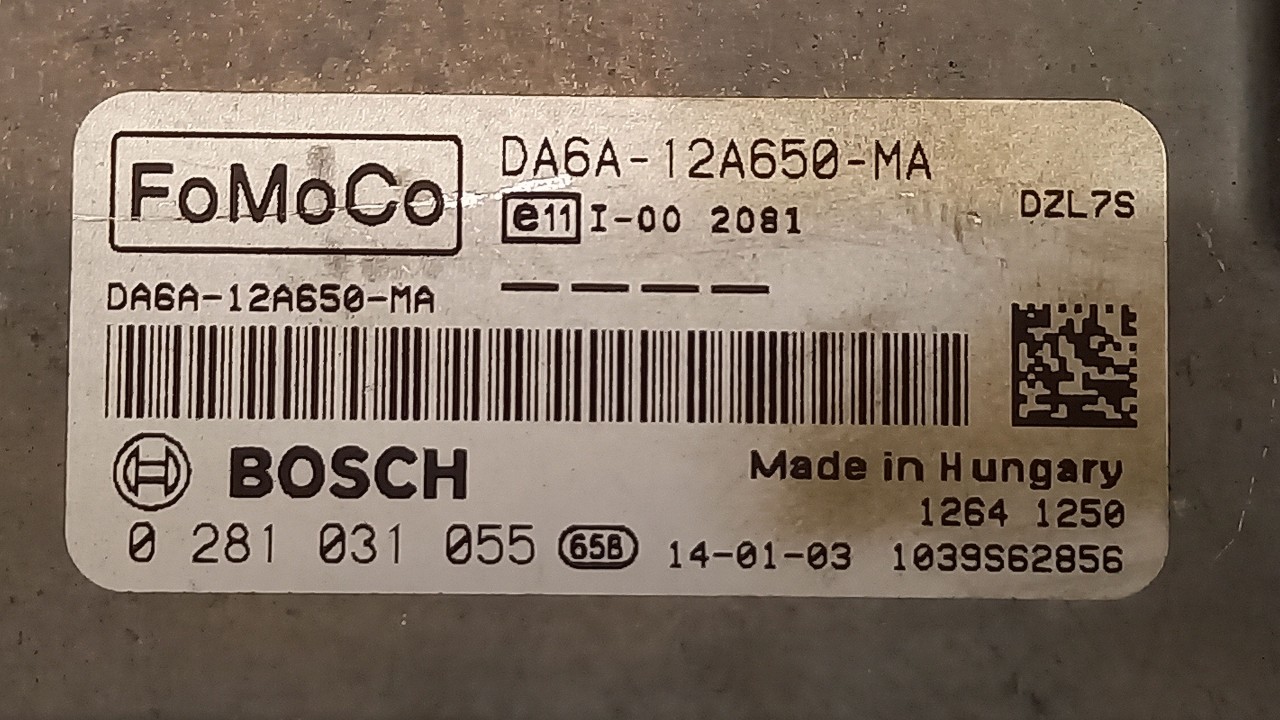 FoMoCo
DA6A-12A650-MA
e11 I-00 2081
DZL7S
DA6A-12A650-MA
BOSCH
Made in Hungary
1264 1250
0 281 031 055 65B 14-01-03 1039S62856